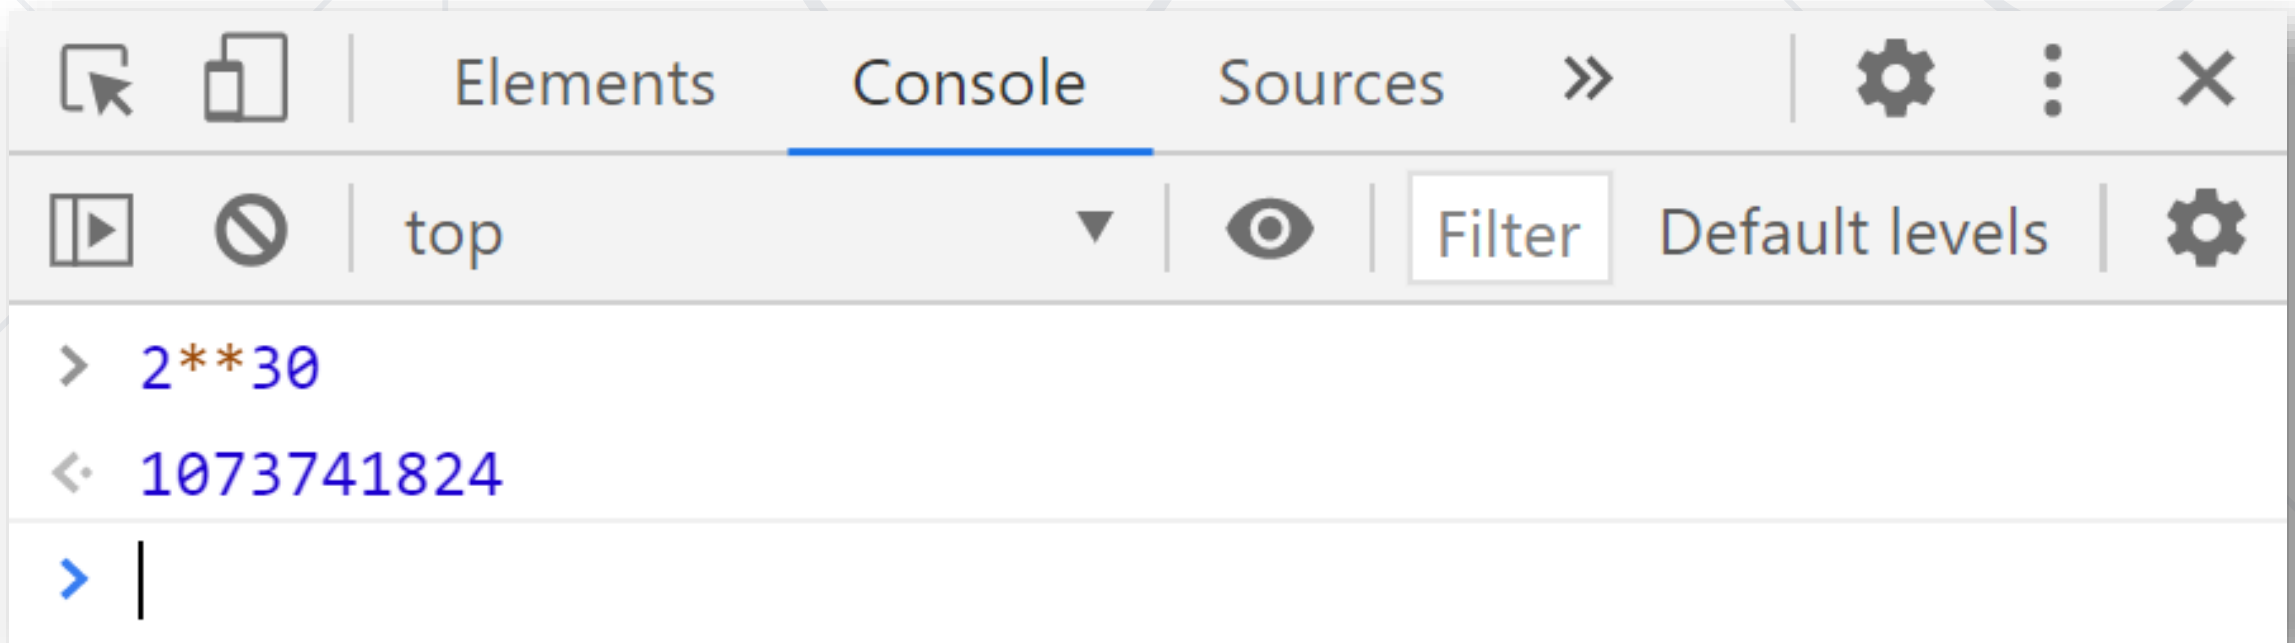 Elements Console Sources
top Filter Default levels
2**30
1073741824